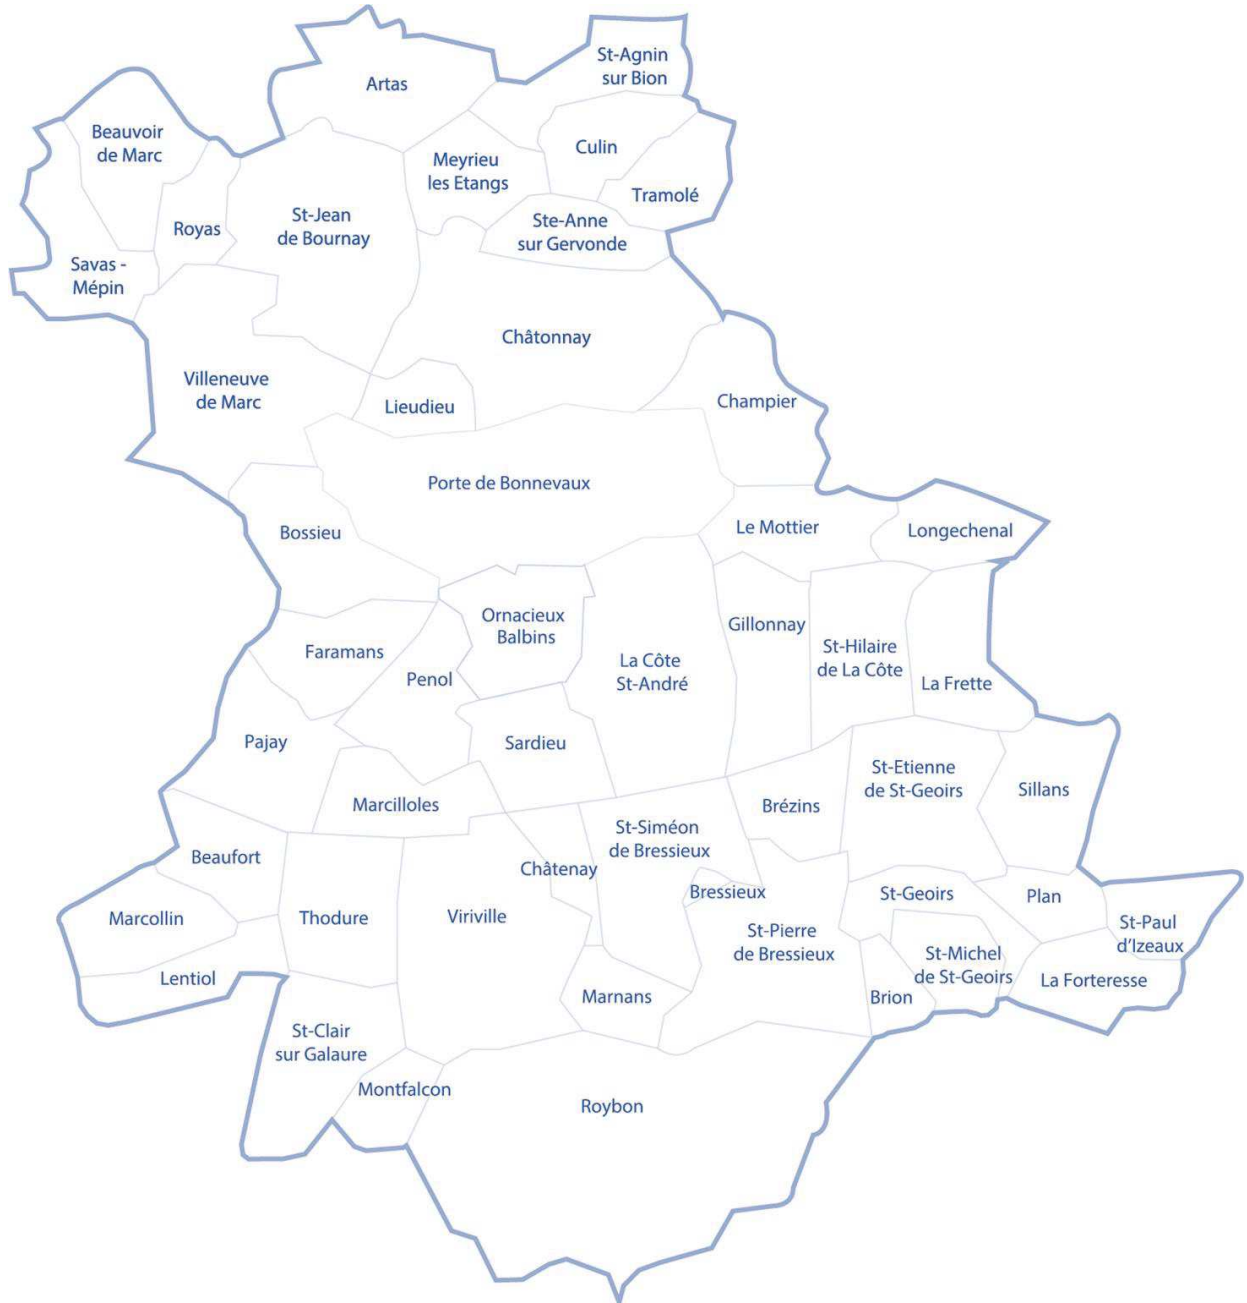 St-Agnin
sur Bion
Artas
Beauvoir
de Marc
Culin
Meyrieu
les Etangs
Tramolé
St-Jean
de Bournay
Royas
Ste-Anne
sur Gervonde
Savas -
Mépin
Châtonnay
Villeneuve
de Marc
Lieudieu
Champier
Porte de Bonnevaux
Bossieu
Le Mottier
Longechenal
Ornacieux
Balbins
Gillonnay
Faramans
St-Hilaire
de La Côte
La Côte
St-André
Penol
La Frette
Pajay
Sardieu
St-Etienne
de St-Geoirs
Sillans
Marcilloles
Brézins
St-Siméon
de Bressieux
Beaufort
Châtenay
Bressieux
St-Geoirs
Plan
Marcollin
Thodure
Viriville
St-Pierre
de Bressieux
St-Paul
d'Izeaux
St-Michel
de St-Geoirs
Lentiol
La Forteresse
Marnans
Brion
St-Clair
sur Galaure
Montfalcon
Roybon